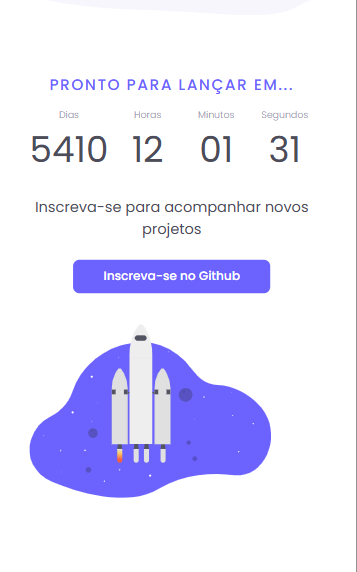 PRONTO PARA LANÇAR EM...
Dias Horas Minutos Segundos
5410 12 01 31
Inscreva-se para acompanhar novos
projetos
Inscreva-se no Github